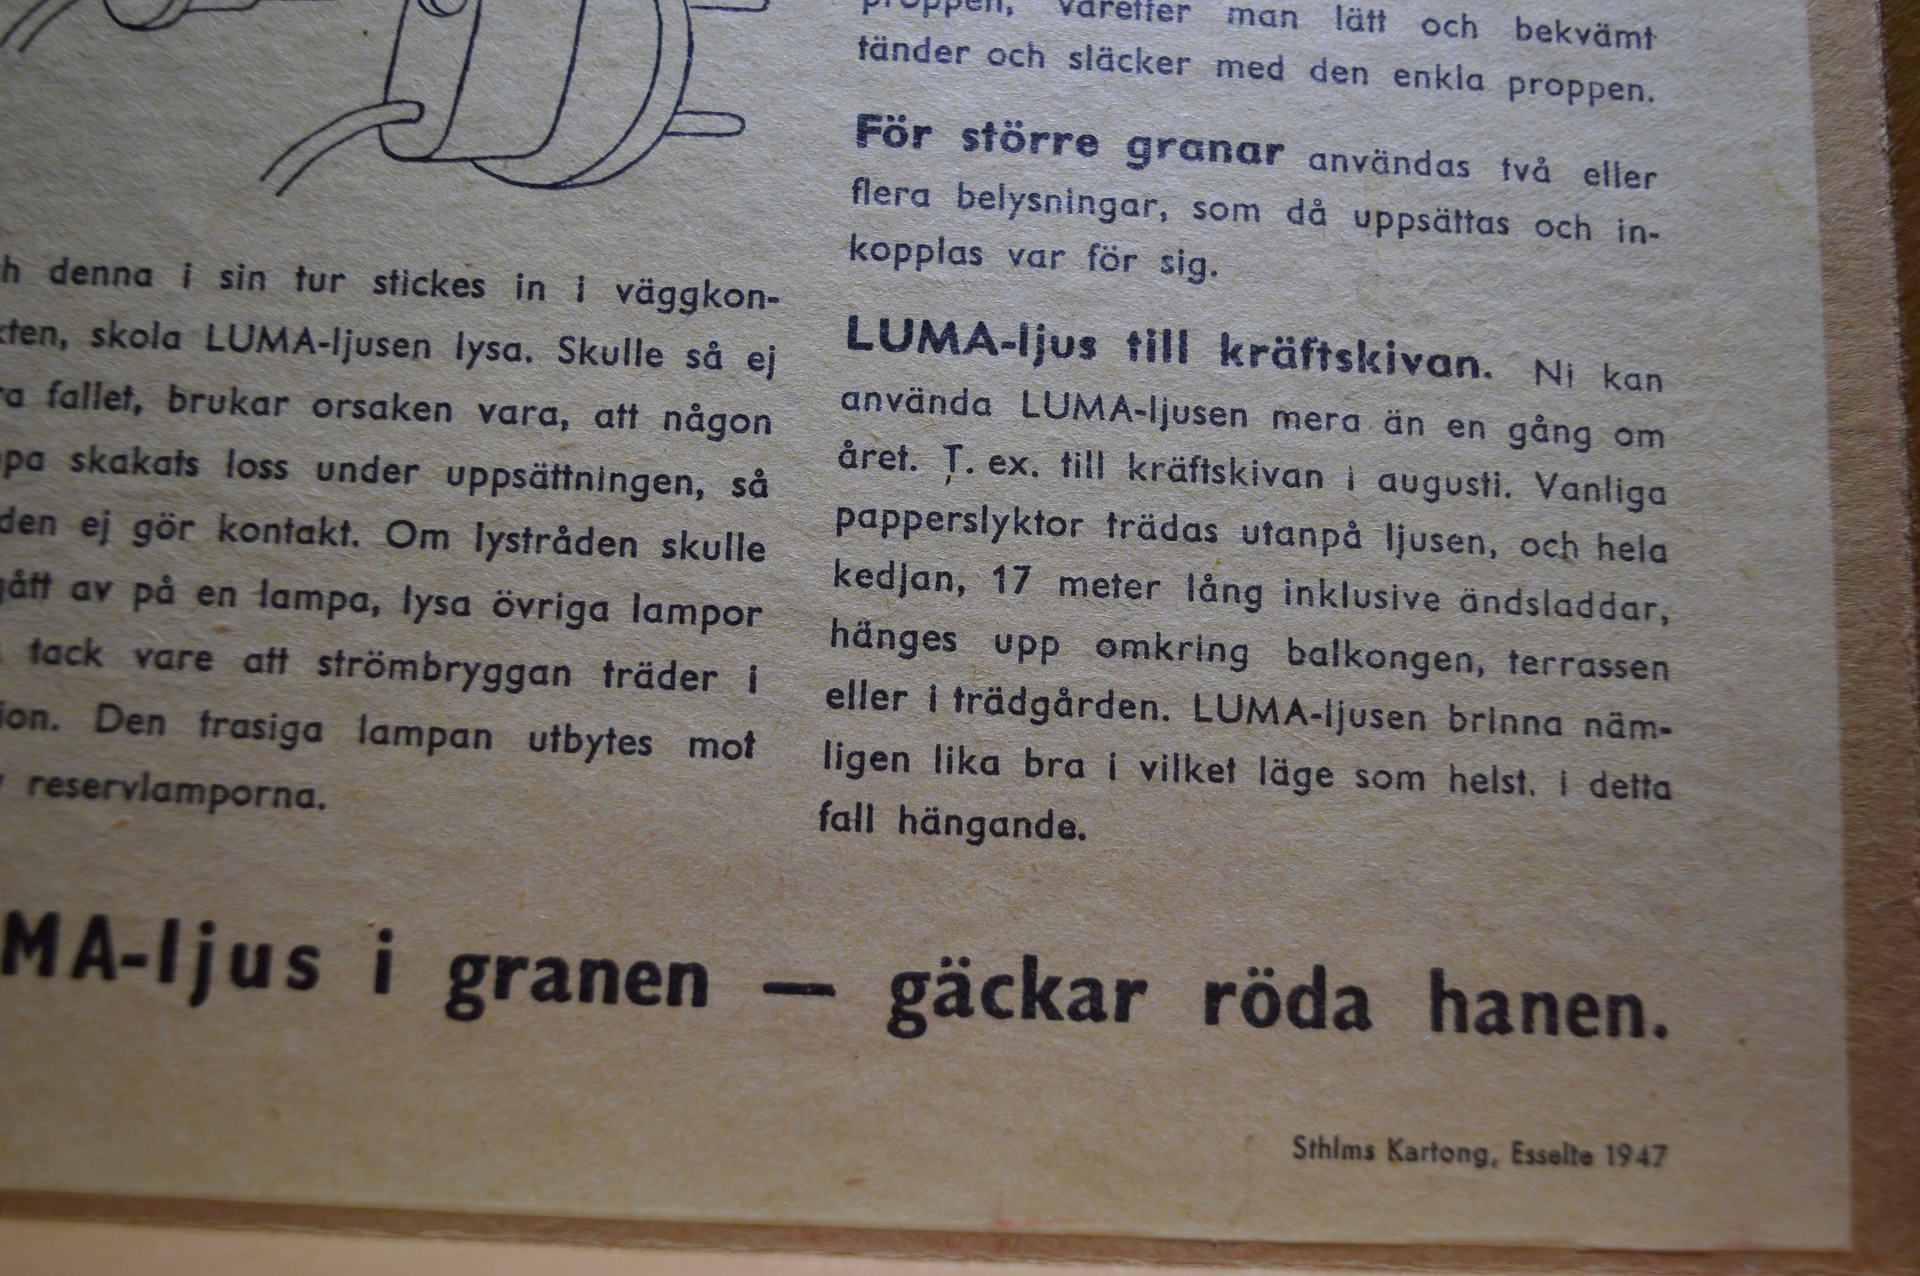 denna i sin tur stickes in i väggkon-
skola LUMA-ljusen lysa. Skulle så ej
fallet, brukar orsaken vara, att någon
skakats loss under uppsättningen, så
den ej gör kontakt. Om lystråden skulle
av på en lampa, lysa övriga lampor
tack vare att strömbryggan träder i
Den trasiga lampan utbytes mot
reservlamporna.
proppen, varefter man lätt och bekvämt
tänder och släcker med den enkla proppen.
För större granar användas två eller
flera belysningar, som då uppsättas och in-
kopplas var för sig.
LUMA-ljus till kräftskivan. Ni kan
använda LUMA-ljusen mera än en gång om
året. T. ex. till kräftskivan i augusti. Vanliga
papperslyktor trädas utanpå ljusen, och hela
kedjan, 17 meter lång inklusive ändsladdar,
hänges upp omkring balkongen, terrassen
eller i trädgården. LUMA-ljusen brinna näm-
ligen lika bra i vilket läge som helst. I detta
fall hängande.
MA-ljus i granen — gäckar röda hanen.
Sthlms Kartong, Esselte 1947